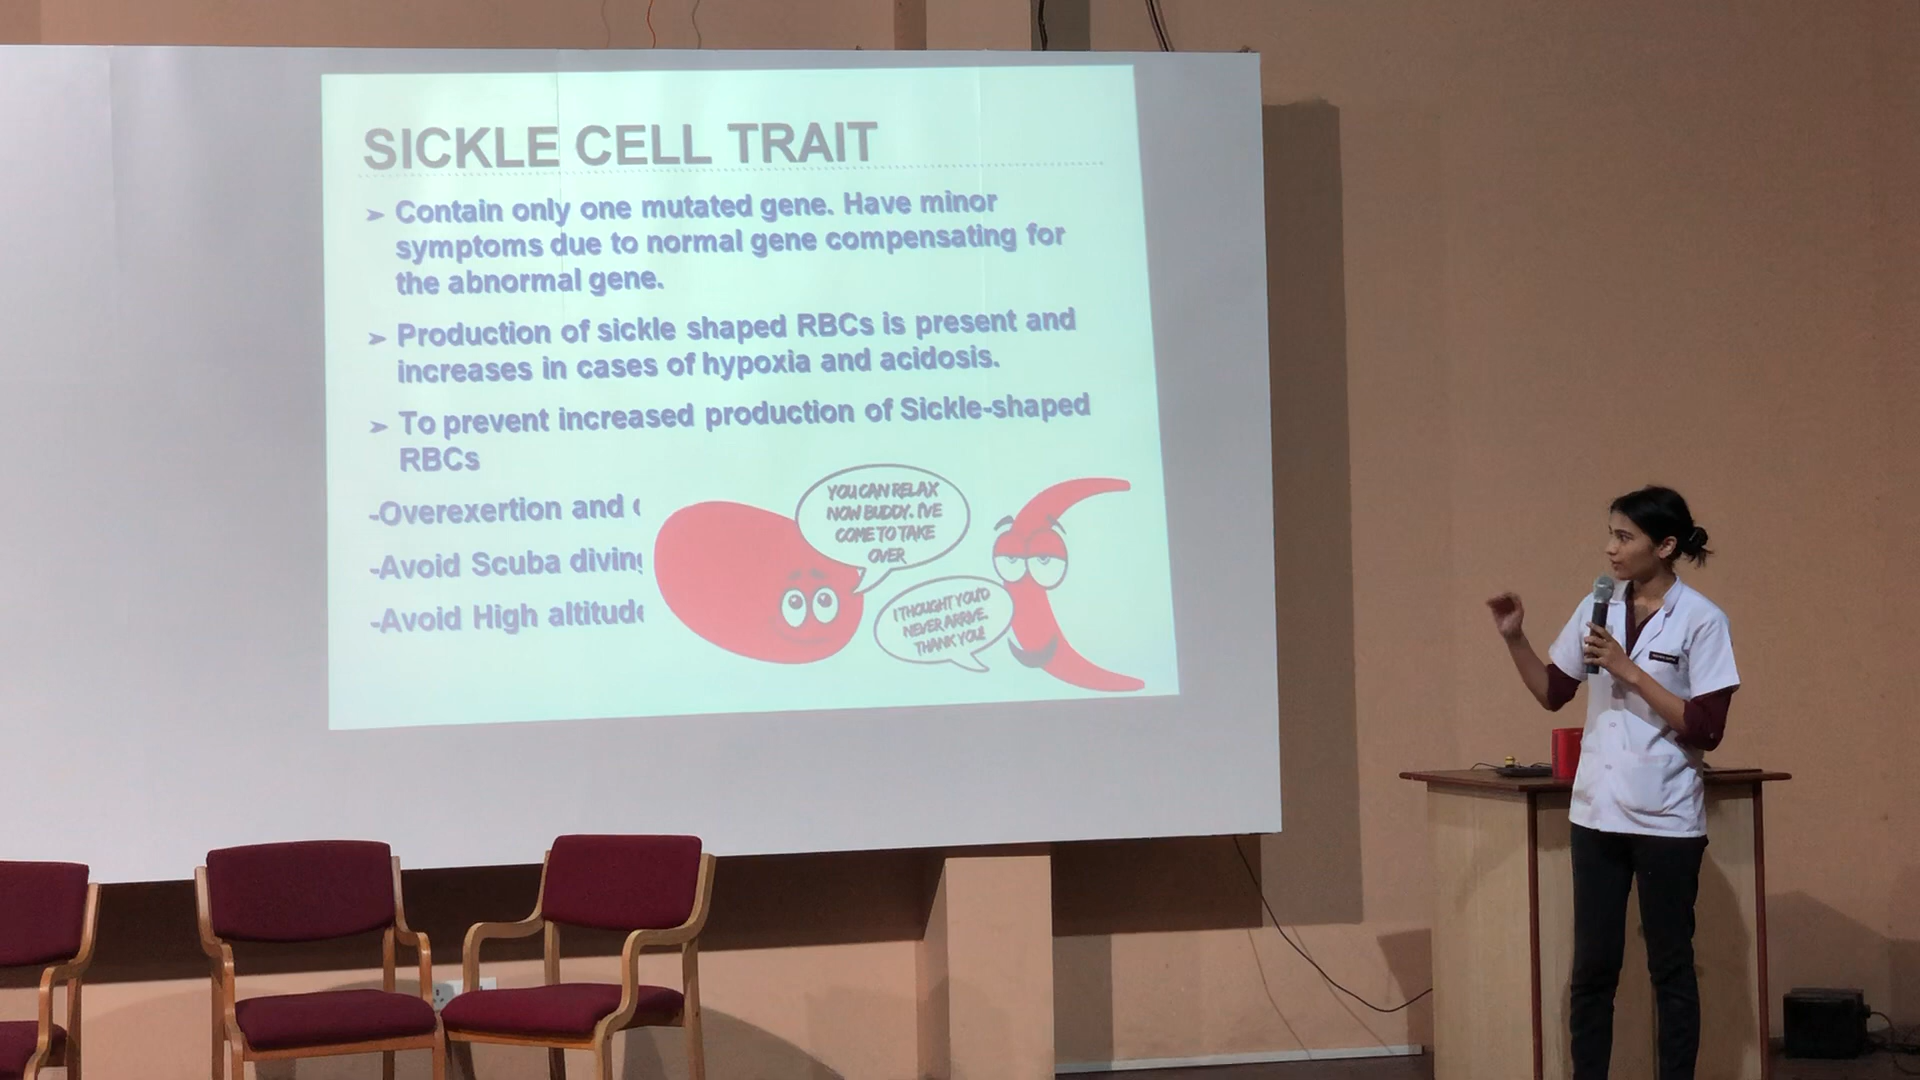 SICKLE CELL TRAIT
➢ Contain only one mutated gene. Have minor
symptoms due to normal gene compensating for
the abnormal gene.
➢ Production of sickle shaped RBCs is present and
increases in cases of hypoxia and acidosis.
➢ To prevent increased production of Sickle-shaped
RBCs
-Overexertion and
-Avoid Scuba diving
-Avoid High altitude
YOU CAN RELAX
NOW BUDDY. I'VE
COME TO TAKE
OVER
I THOUGHT YOU'D
NEVER ARRIVE.
THANK YOU!